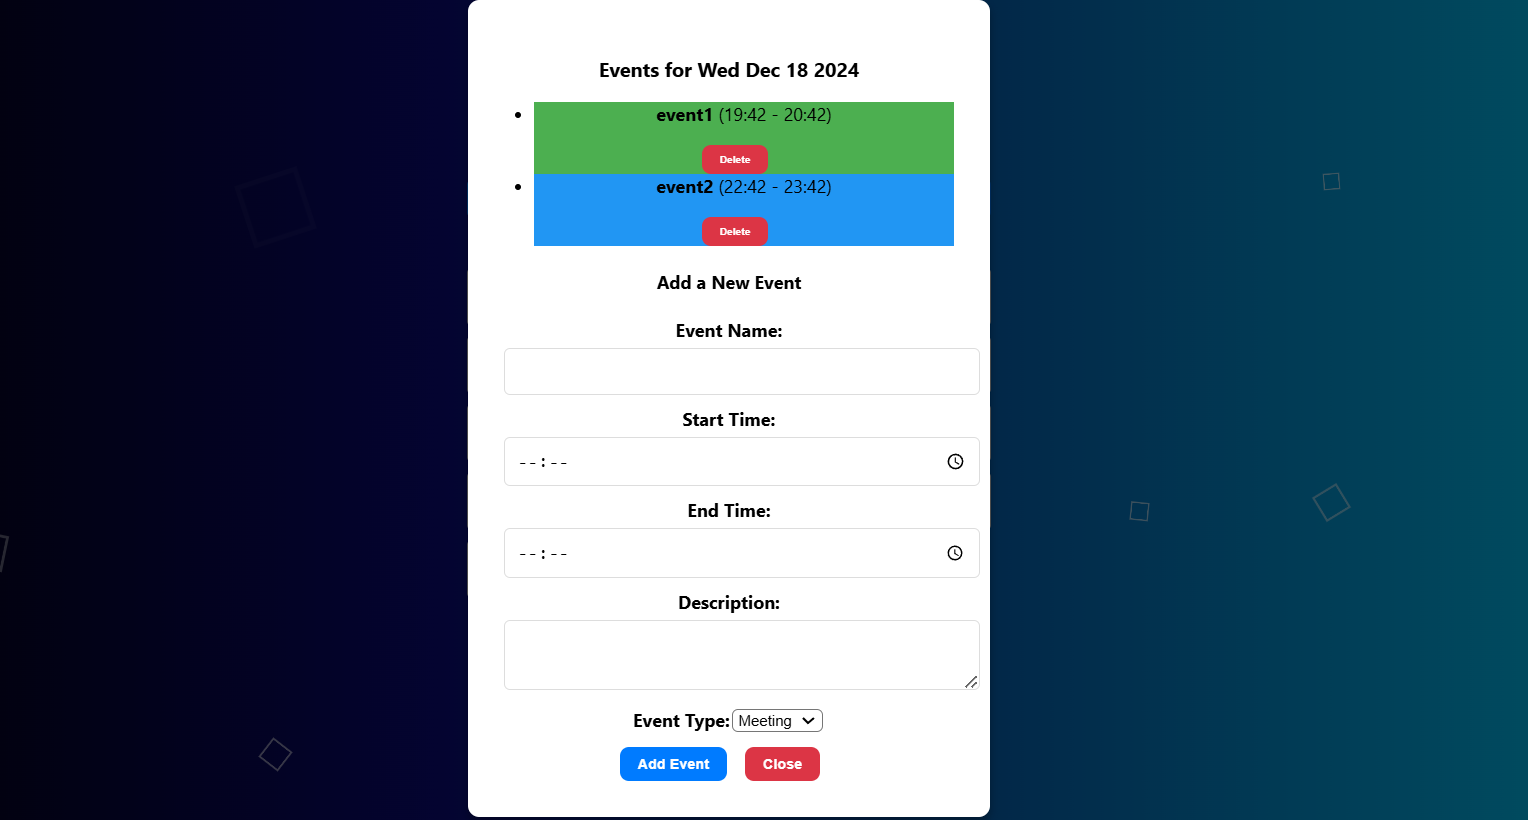 Events for Wed Dec 18 2024
event1 (19:42 - 20:42)
Delete
event2 (22:42 - 23:42)
Delete
Add a New Event
Event Name:
Start Time:
--:--
End Time:
--:--
Description:
Event Type: Meeting
Add Event Close